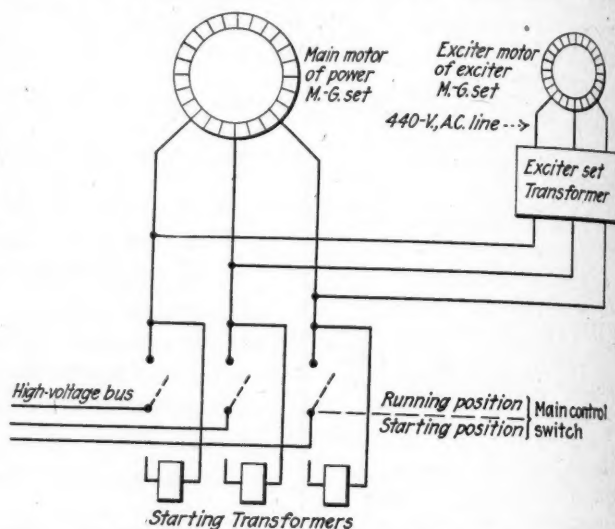 Main motor
of power
M.-G. set
Exciter motor
of exciter
M.-G. set
440-V., A.C. line
Exciter set
Transformer
High-voltage bus
Running position
Starting position
Main control
switch
Starting Transformers